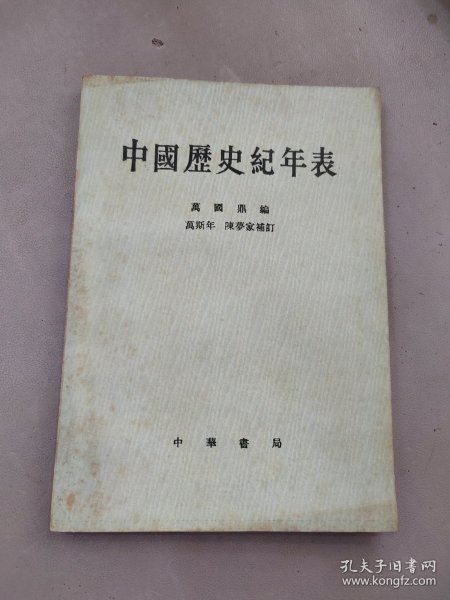 中國歷史紀年表
萬國鼎編
萬斯年 陳夢家補訂
中華書局
孔夫子旧书网
www.kongfz.com